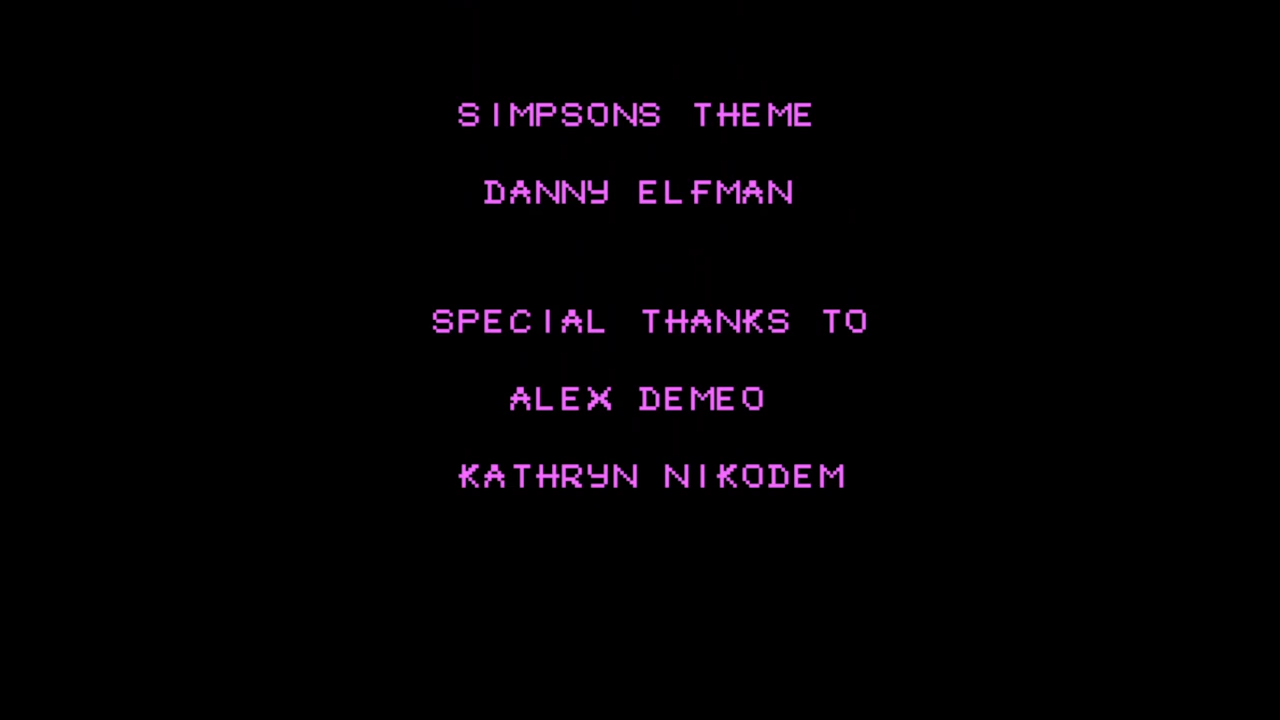 SIMPSONS THEME
DANNY ELFMAN
SPECIAL THANKS TO
ALEX DEMEO
KATHRYN NIKODEM